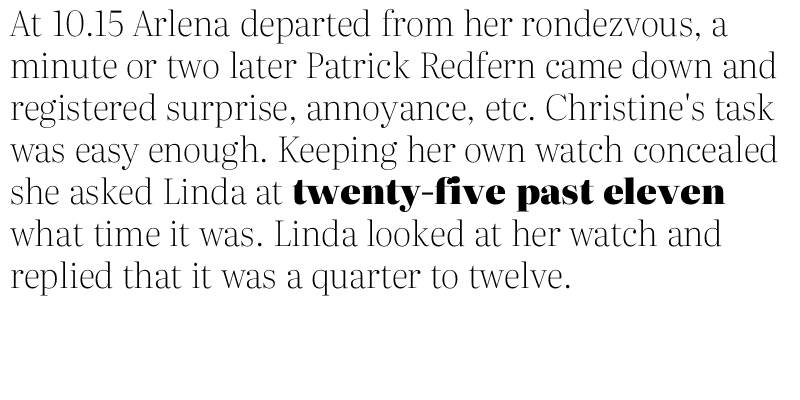 At 10.15 Arlena departed from her rondezvous, a
minute or two later Patrick Redfern came down and
registered surprise, annoyance, etc. Christine's task
was easy enough. Keeping her own watch concealed
she asked Linda at twenty-five past eleven
what time it was. Linda looked at her watch and
replied that it was a quarter to twelve.